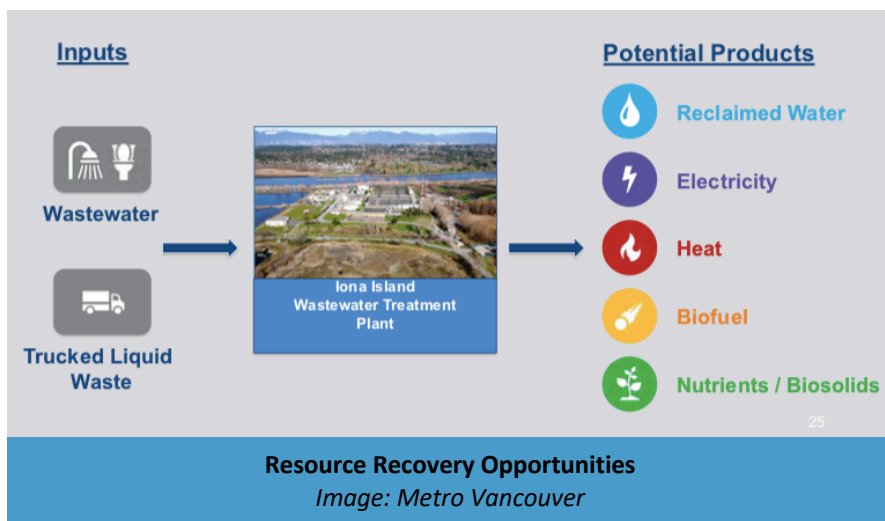 Inputs
Wastewater
Trucked Liquid
Waste
Iona Island
Wastewater Treatment
Plant
Potential Products
Reclaimed Water
Electricity
Heat
Biofuel
Nutrients / Biosolids
25
Resource Recovery Opportunities
Image: Metro Vancouver